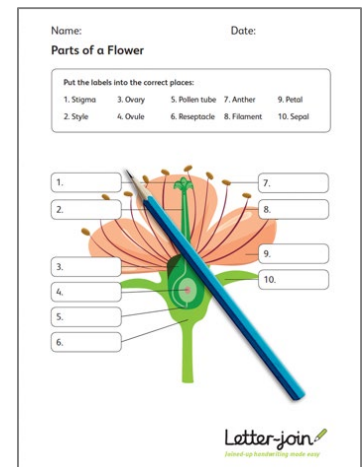 Name: Date:
Parts of a Flower
Put the labels into the correct places:
1. Stigma 3. Ovary 5. Pollen tube 7. Anther 9. Petal
2. Style 4. Ovule 6. Reseptacle 8. Filament 10. Sepal
1. 7.
2. 8.
9.
3. 10.
4.
5.
6.
Letter-join
Joined-up handwriting made easy